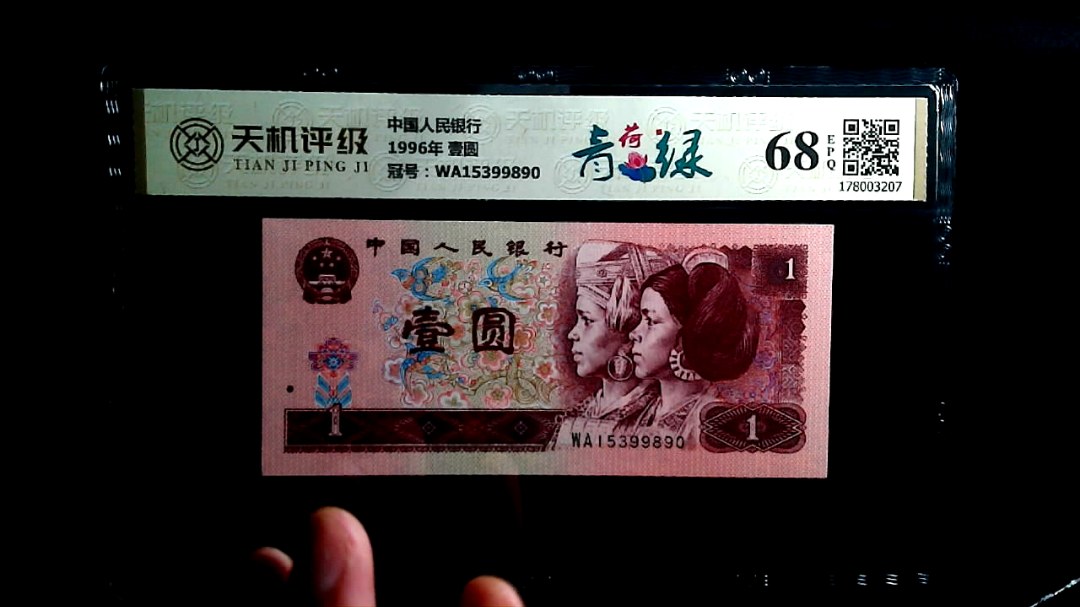 天机评级
TIAN JI PING JI
中国人民银行
1996年 壹圆
冠号：WA15399890
青荷绿
68
EPQ
178003207
中国人民银行
1
壹圆
1
WA15399890
1